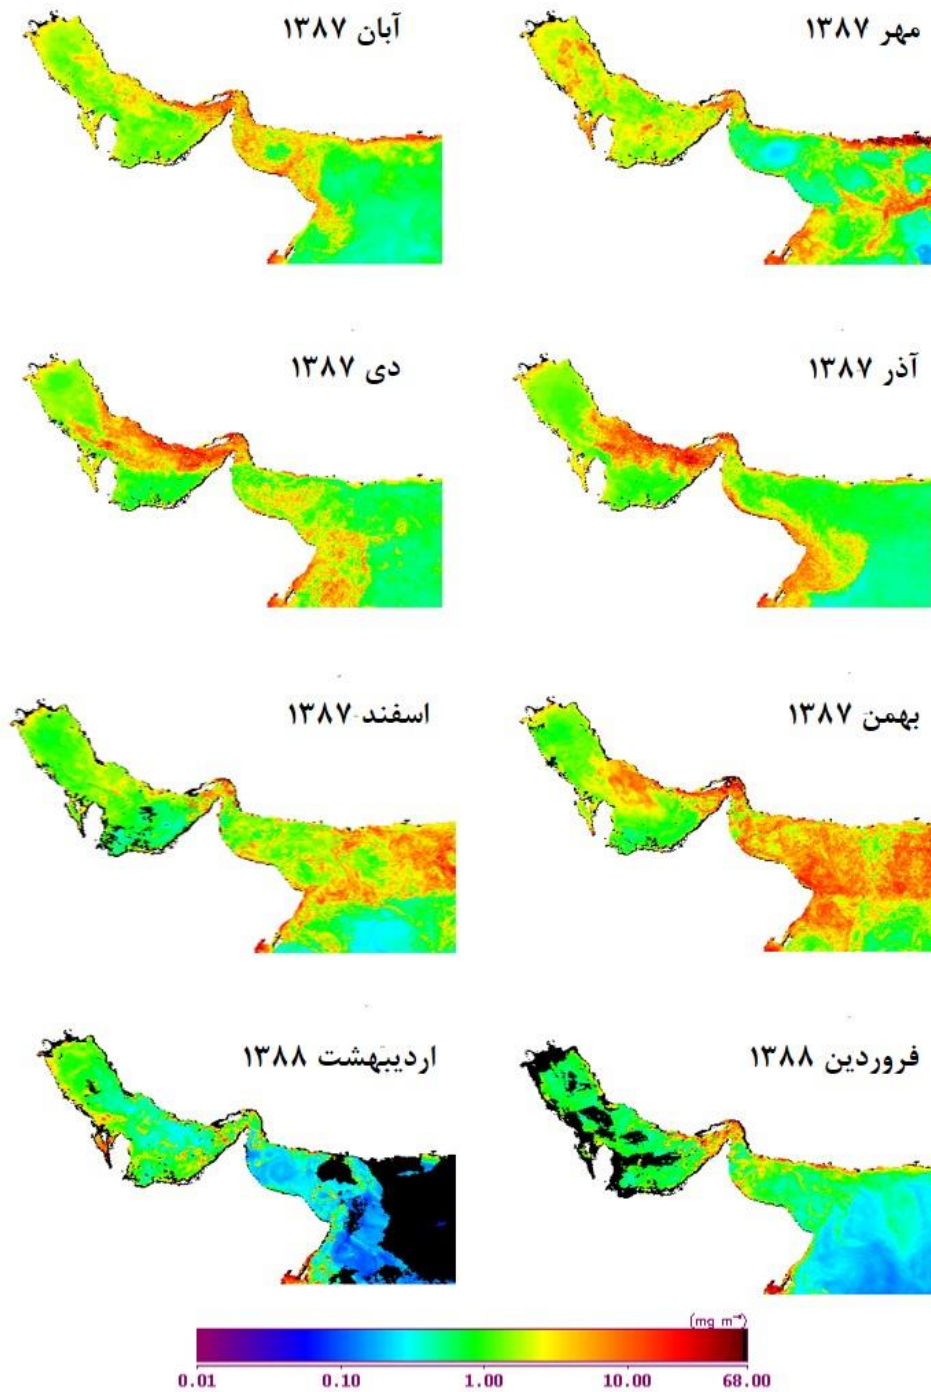 مهر ۱۳۸۷
آبان ۱۳۸۷
آذر ۱۳۸۷
دی ۱۳۸۷
بهمن ۱۳۸۷
اسفند ۱۳۸۷
فروردین ۱۳۸۸
اردیبهشت ۱۳۸۸
(mg m⁻³)
0.01 0.10 1.00 10.00 68.00